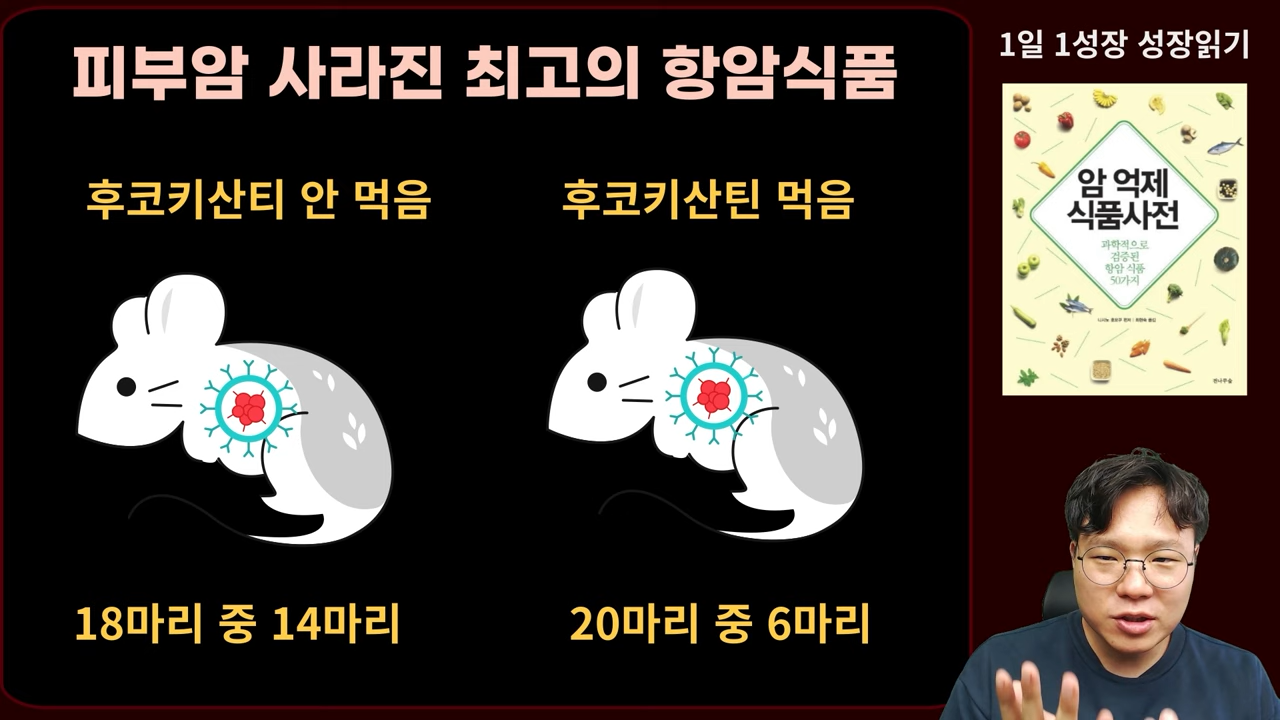 피부암 사라진 최고의 항암식품
후코키산티 안 먹음
후코키산틴 먹음
18마리 중 14마리
20마리 중 6마리
1일 1성장 성장읽기
암 억제
식품사전
과학적으로
검증된
항암 식품
50가지
전나무숲